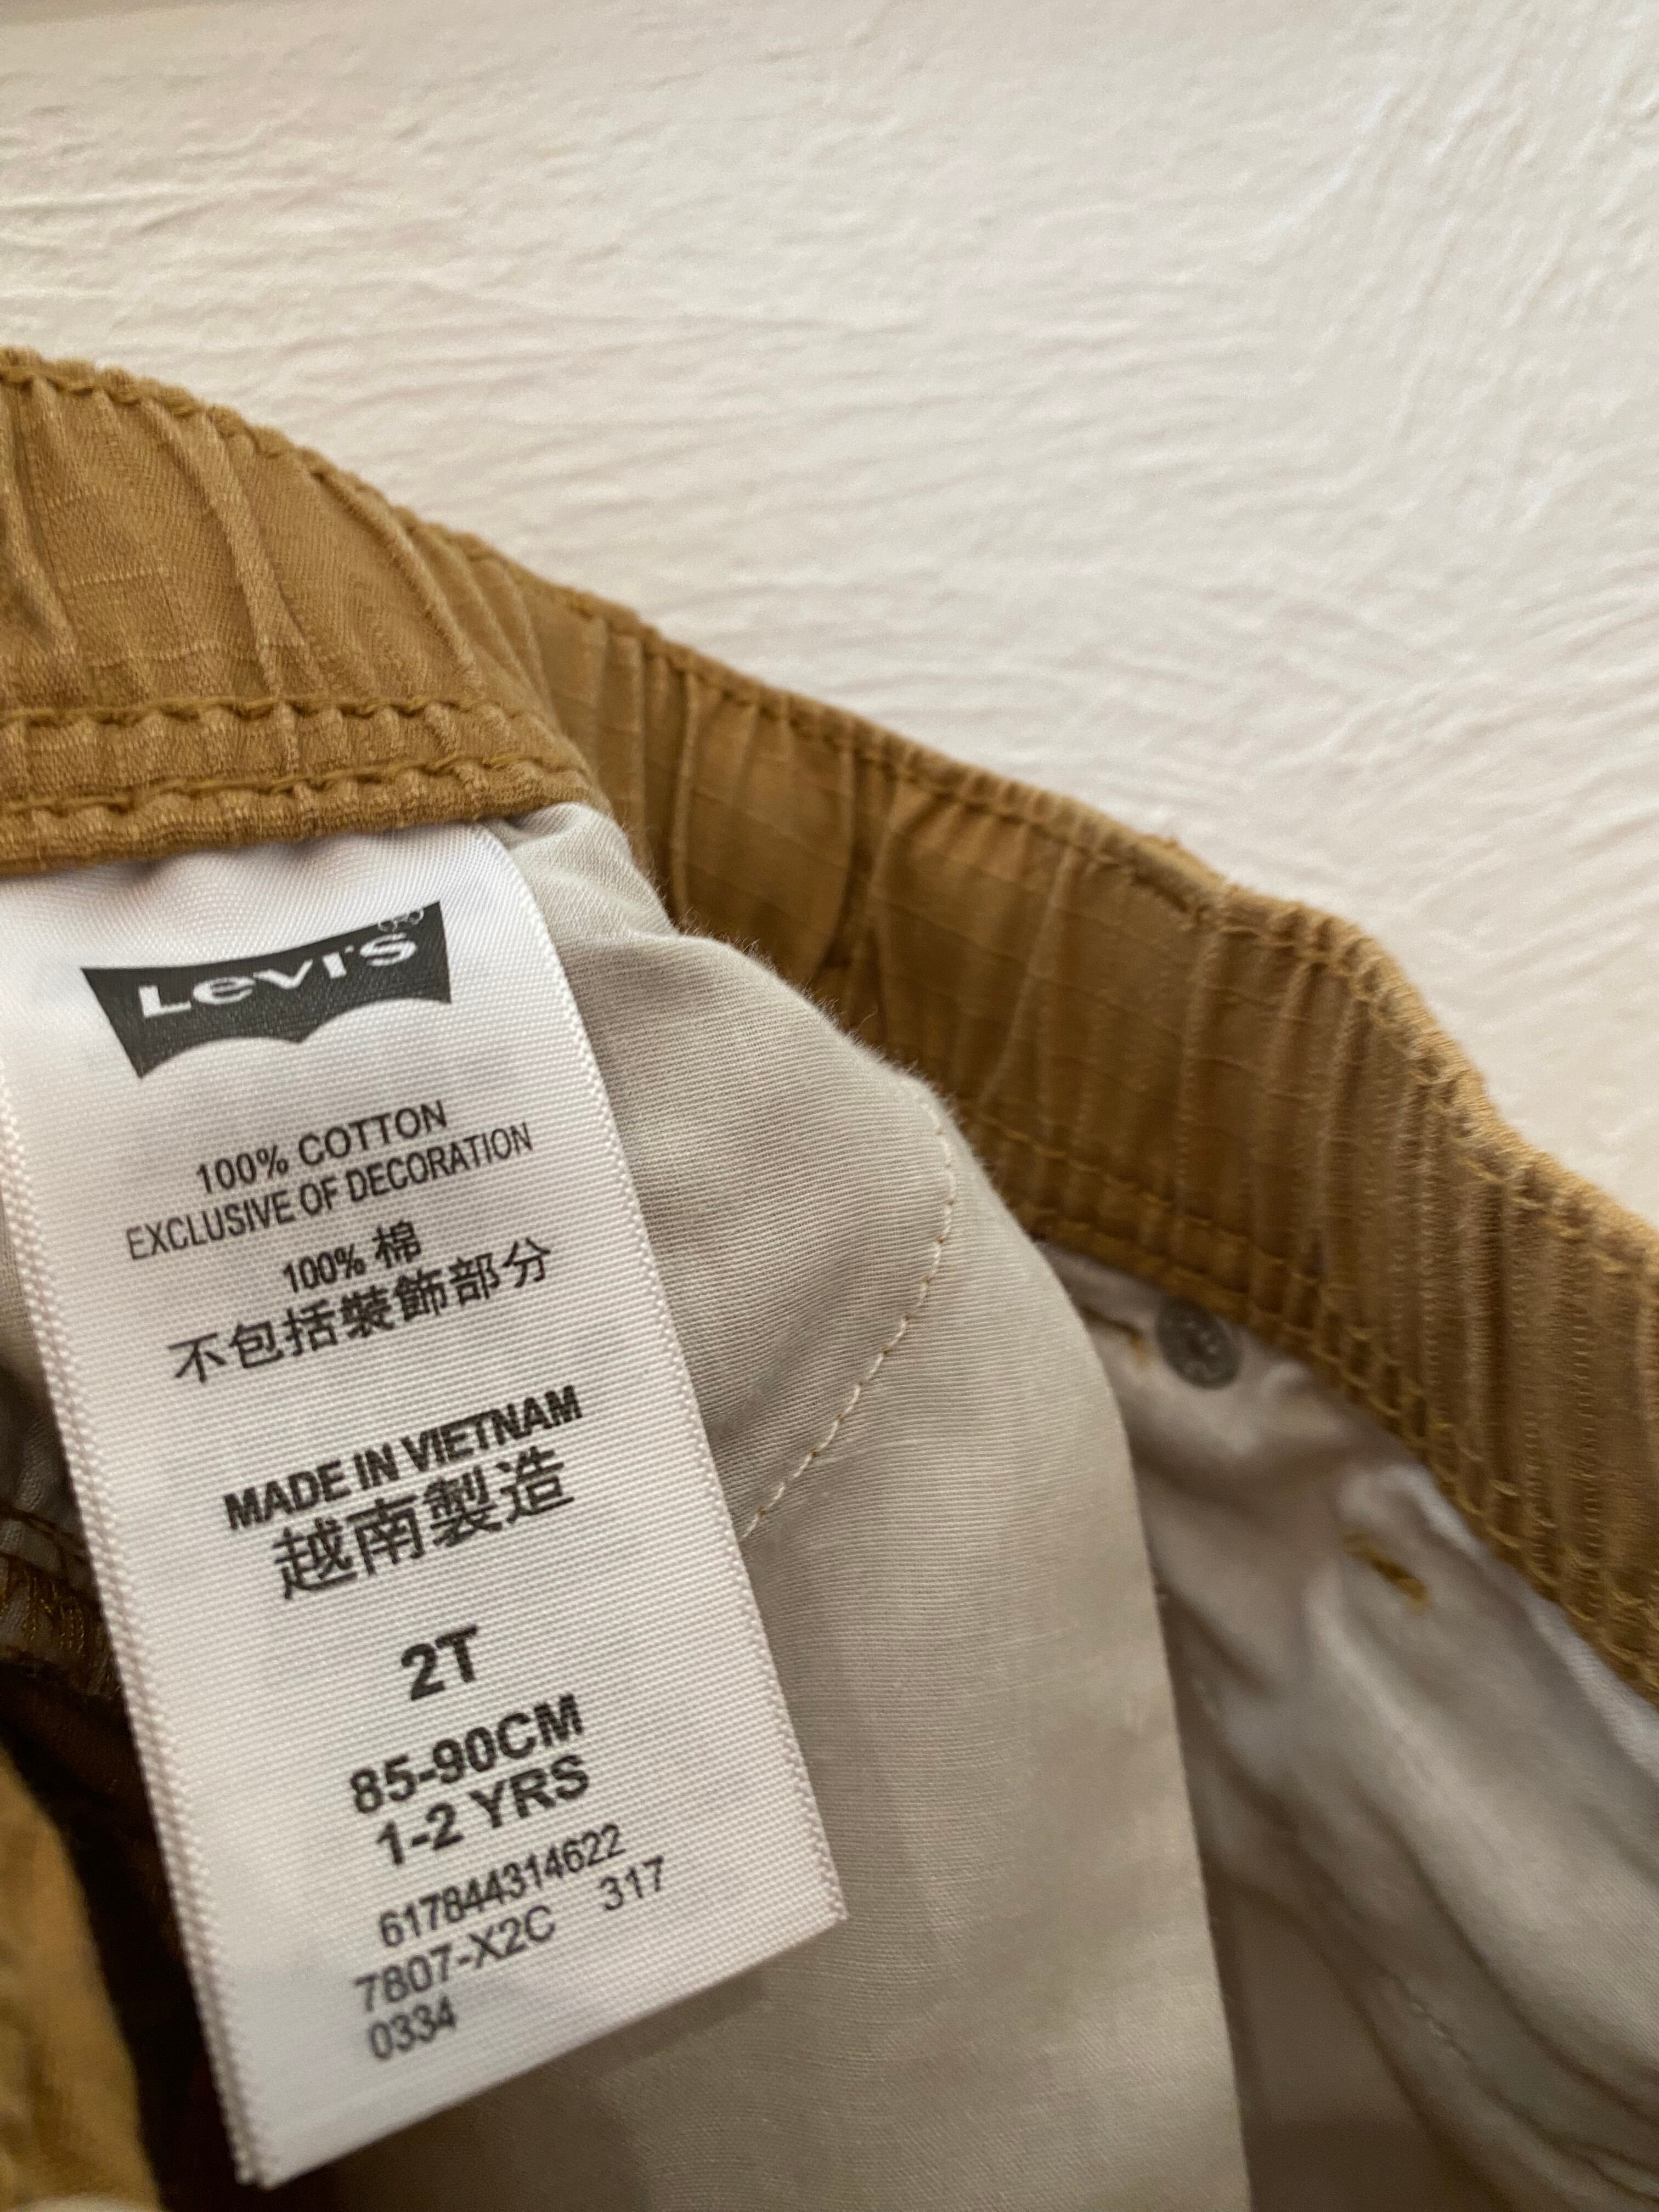 Levi's®
100% COTTON
EXCLUSIVE OF DECORATION
100% 棉
不包括裝飾部分
MADE IN VIETNAM
越南製造
2T
85-90CM
1-2 YRS
617844314622
7807-X2C 317
0334